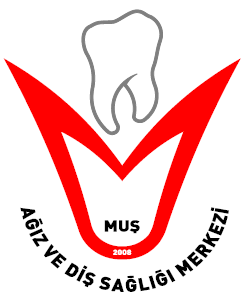 MUŞ
2008
AĞIZ VE DİŞ SAĞLIĞI MERKEZİ